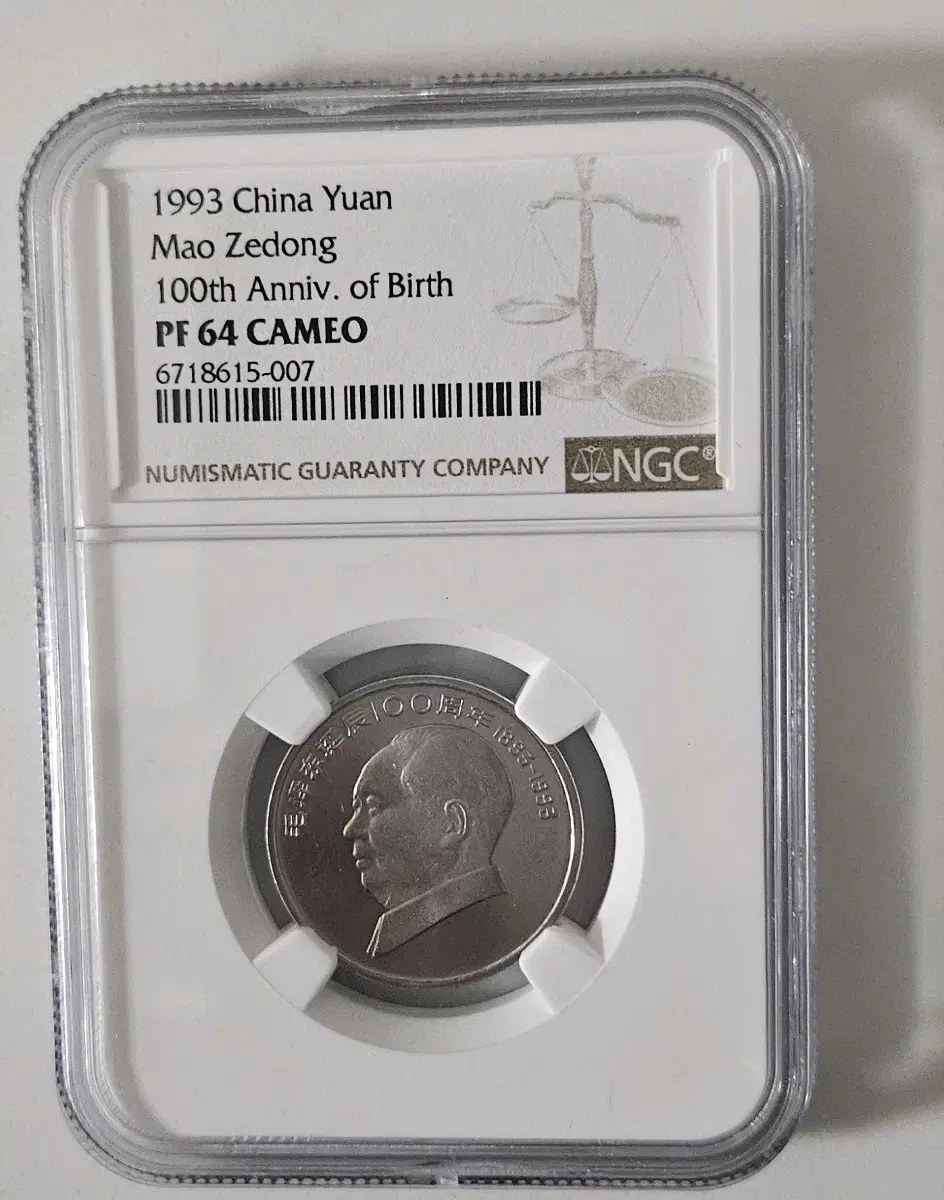 1993 China Yuan
Mao Zedong
100th Anniv. of Birth
PF 64 CAMEO
6718615-007
NUMISMATIC GUARANTY COMPANY
NGC®
毛泽东诞辰100周年 1893-1993